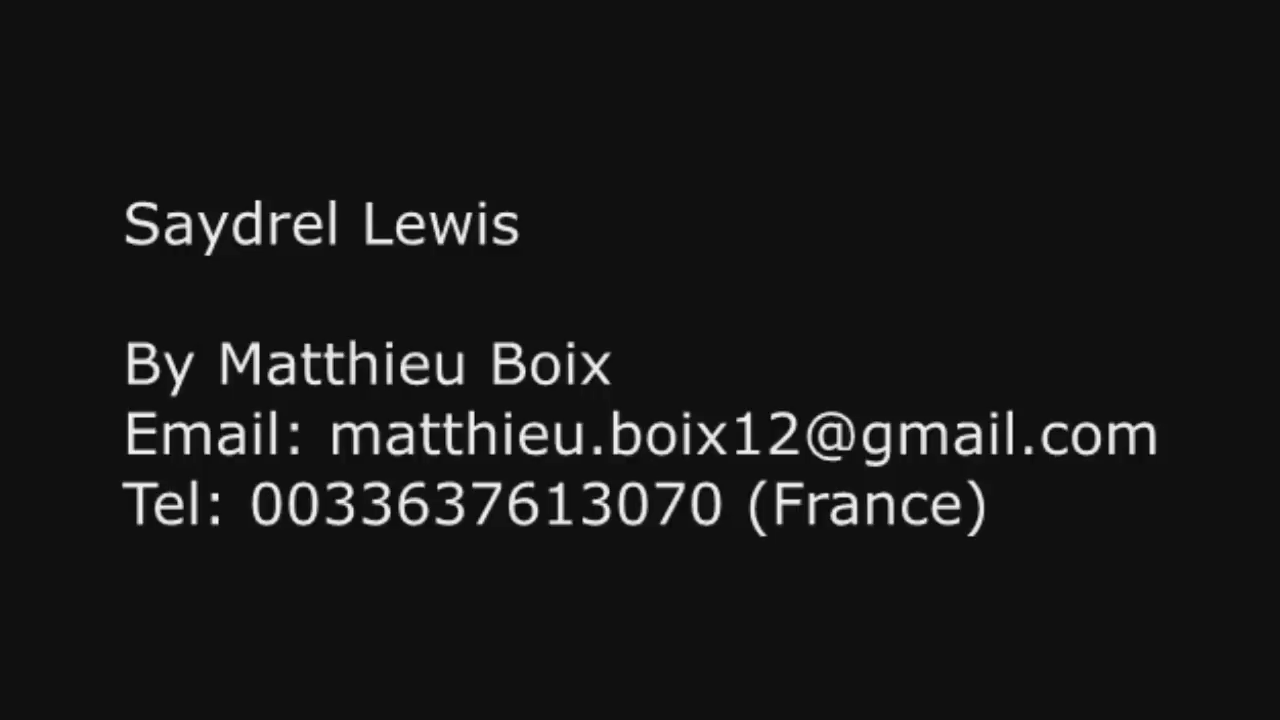 Saydrel Lewis
By Matthieu Boix
Email: matthieu.boix12@gmail.com
Tel: 0033637613070 (France)